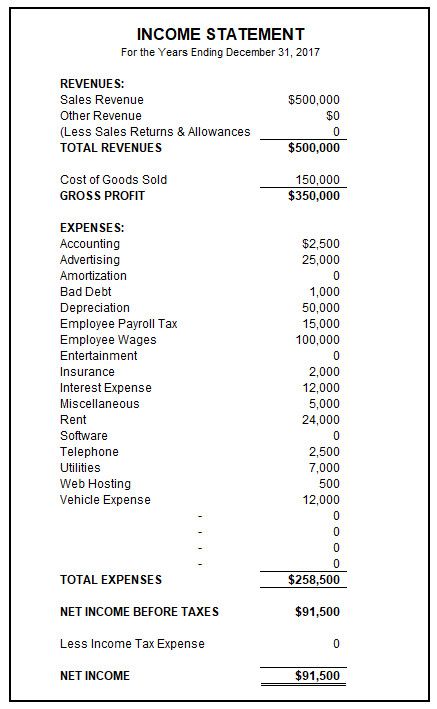 INCOME STATEMENT
For the Years Ending December 31, 2017
REVENUES:
Sales Revenue $500,000
Other Revenue $0
(Less Sales Returns & Allowances 0
TOTAL REVENUES $500,000
Cost of Goods Sold 150,000
GROSS PROFIT $350,000
EXPENSES:
Accounting $2,500
Advertising 25,000
Amortization 0
Bad Debt 1,000
Depreciation 50,000
Employee Payroll Tax 15,000
Employee Wages 100,000
Entertainment 0
Insurance 2,000
Interest Expense 12,000
Miscellaneous 5,000
Rent 24,000
Software 0
Telephone 2,500
Utilities 7,000
Web Hosting 500
Vehicle Expense 12,000
- 0
- 0
- 0
- 0
TOTAL EXPENSES $258,500
NET INCOME BEFORE TAXES $91,500
Less Income Tax Expense 0
NET INCOME $91,500